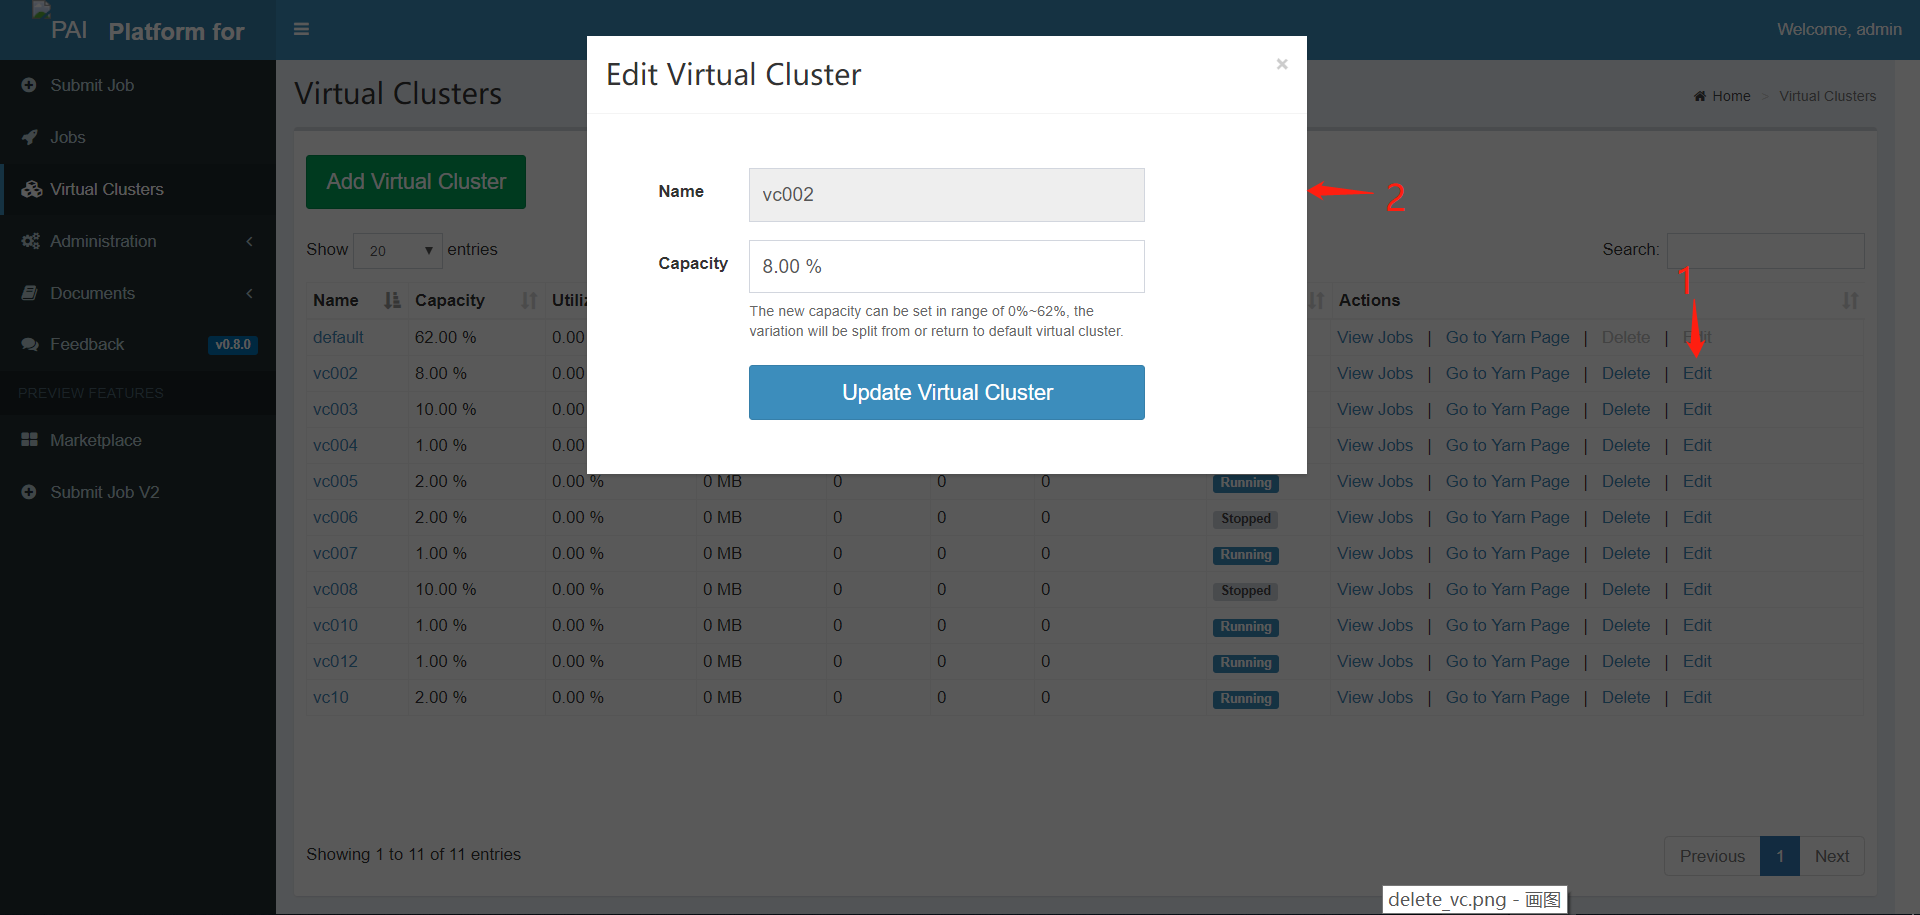 PAI Platform for
Welcome, admin
Submit Job
Jobs
Virtual Clusters
Administration
Documents
Feedback v0.8.0
PREVIEW FEATURES
Marketplace
Submit Job V2
Virtual Clusters
Home > Virtual Clusters
Add Virtual Cluster
Show 20 entries
Search:
Edit Virtual Cluster
×
Name vc002
Capacity 8.00 %
The new capacity can be set in range of 0%~62%, the
variation will be split from or return to default virtual cluster.
Update Virtual Cluster
2
1
Name Capacity Actions
default 62.00 % 0.00 View Jobs | Go to Yarn Page | Delete | Edit
vc002 8.00 % 0.00 View Jobs | Go to Yarn Page | Delete | Edit
vc003 10.00 % 0.00 View Jobs | Go to Yarn Page | Delete | Edit
vc004 1.00 % 0.00 View Jobs | Go to Yarn Page | Delete | Edit
vc005 2.00 % 0.00 % 0 MB 0 0 0 Running View Jobs | Go to Yarn Page | Delete | Edit
vc006 2.00 % 0.00 % 0 MB 0 0 0 Stopped View Jobs | Go to Yarn Page | Delete | Edit
vc007 1.00 % 0.00 % 0 MB 0 0 0 Running View Jobs | Go to Yarn Page | Delete | Edit
vc008 10.00 % 0.00 % 0 MB 0 0 0 Stopped View Jobs | Go to Yarn Page | Delete | Edit
vc010 1.00 % 0.00 % 0 MB 0 0 0 Running View Jobs | Go to Yarn Page | Delete | Edit
vc012 1.00 % 0.00 % 0 MB 0 0 0 Running View Jobs | Go to Yarn Page | Delete | Edit
vc10 2.00 % 0.00 % 0 MB 0 0 0 Running View Jobs | Go to Yarn Page | Delete | Edit
Showing 1 to 11 of 11 entries
Previous 1 Next
delete_vc.png - 画图